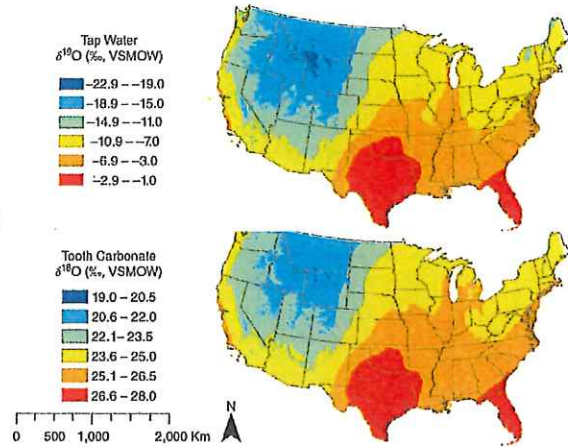 Tap Water
δ¹⁸O (‰, VSMOW)
−22.9 – −19.0
−18.9 – −15.0
−14.9 – −11.0
−10.9 – −7.0
−6.9 – −3.0
−2.9 – −1.0
Tooth Carbonate
δ¹⁸O (‰, VSMOW)
19.0 – 20.5
20.6 – 22.0
22.1 – 23.5
23.6 – 25.0
25.1 – 26.5
26.6 – 28.0
N
0 500 1,000 2,000 Km